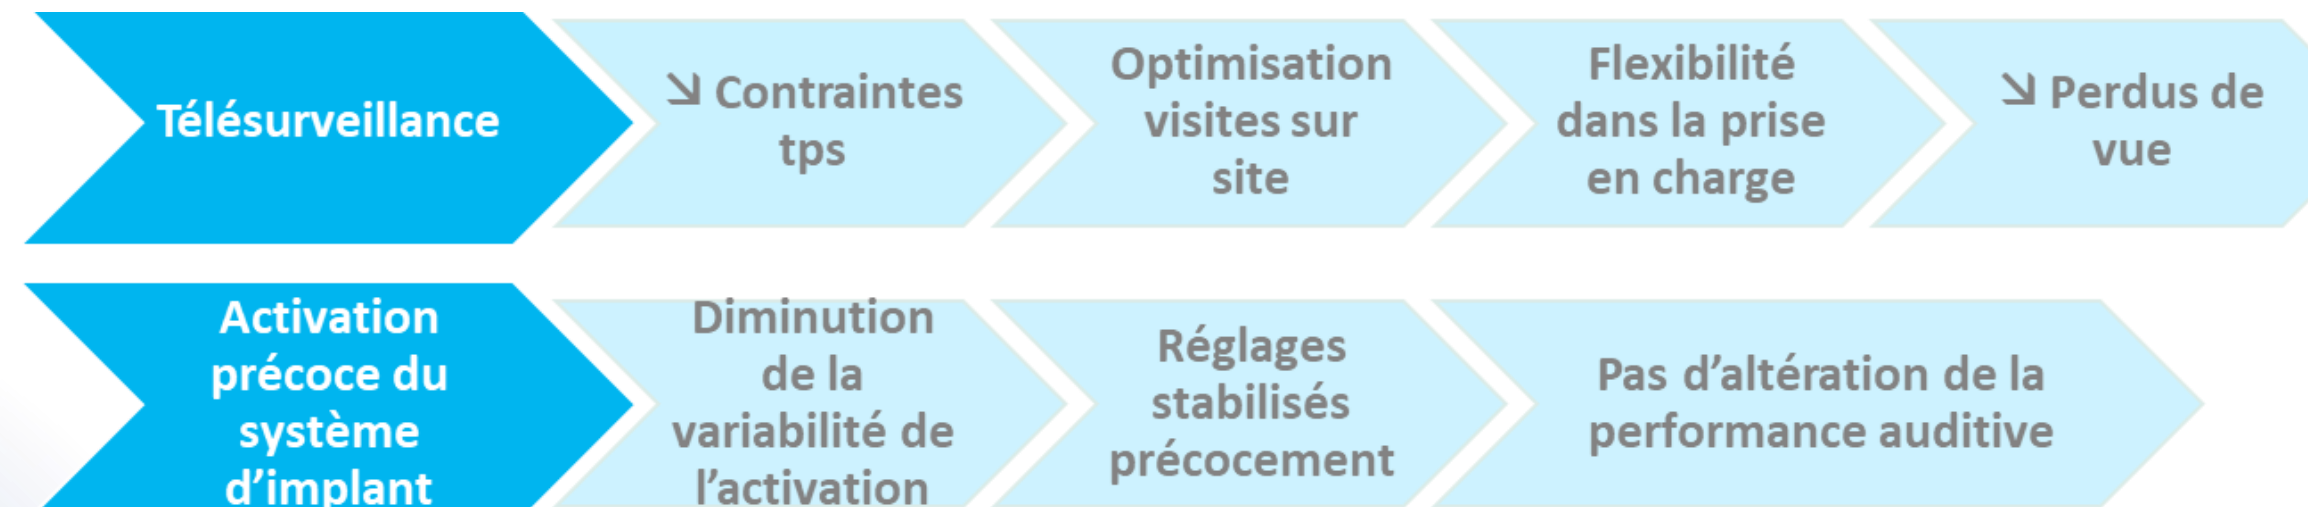 Télésurveillance
↘ Contraintes
tps
Optimisation
visites sur
site
Flexibilité
dans la prise
en charge
↘ Perdus de
vue
Activation
précoce du
système
d’implant
Diminution
de la
variabilité de
l’activation
Réglages
stabilisés
précocement
Pas d’altération de la
performance auditive